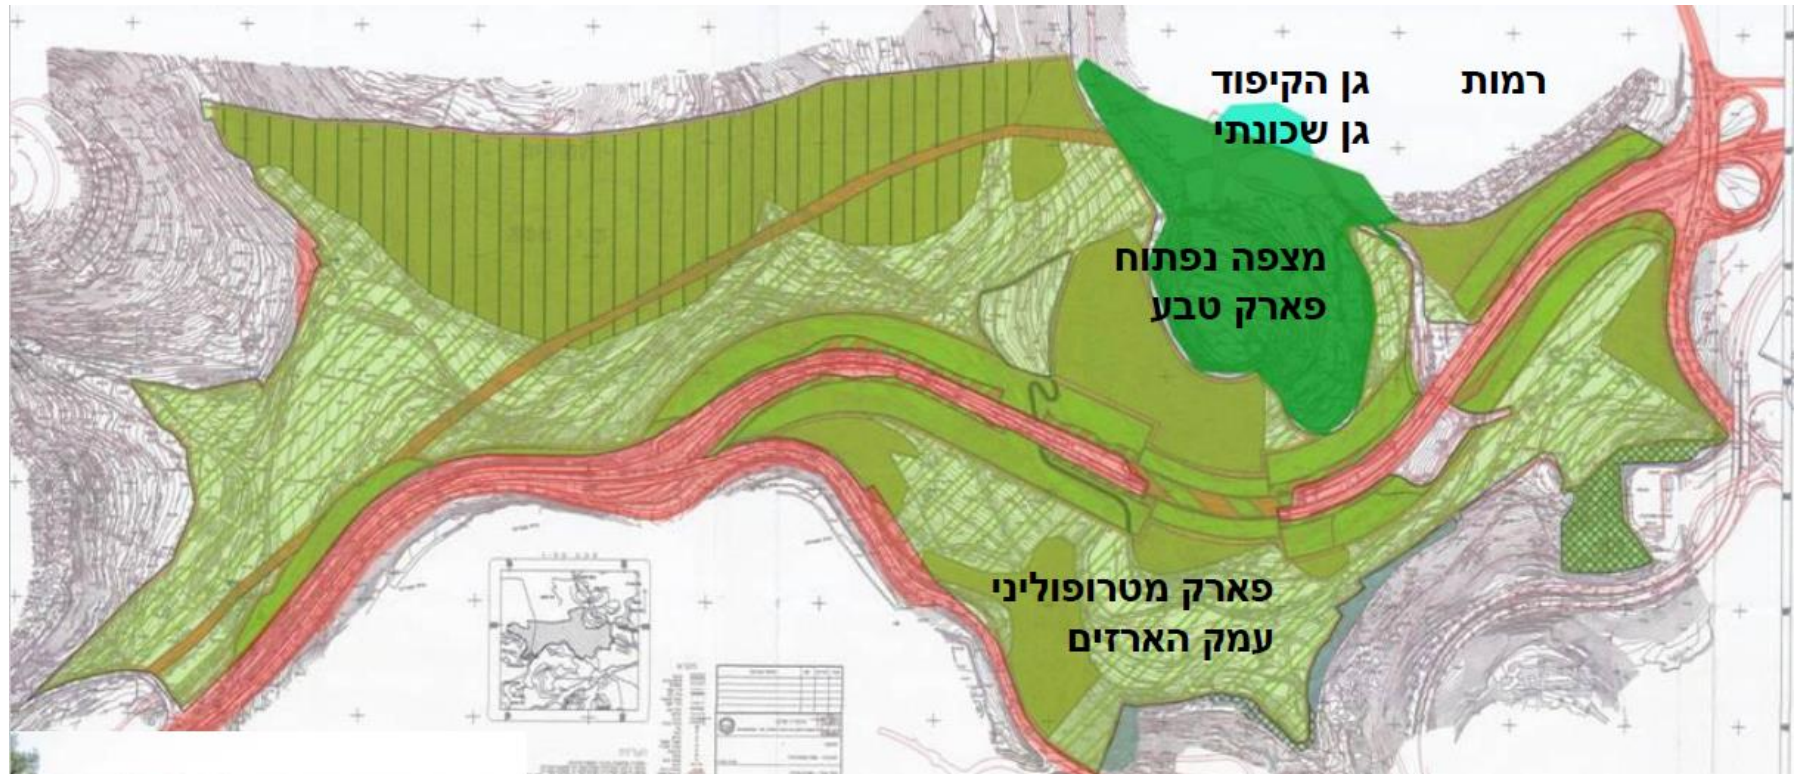 רמות
גן הקיפוד
גן שכונתי
מצפה נפתוח
פארק טבע
פארק מטרופוליני
עמק הארזים